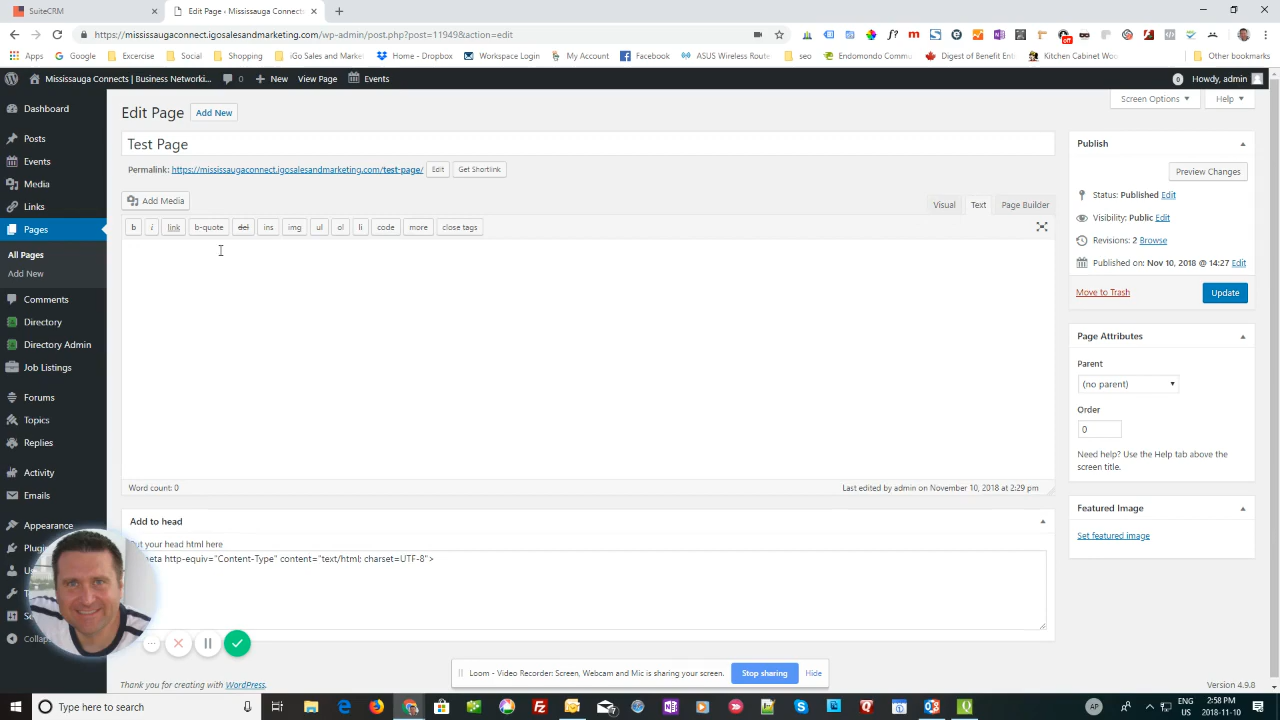 SuiteCRM
Edit Page ‹ Mississauga Connect
https://mississaugaconnect.igosalesandmarketing.com/wp-admin/post.php?post=11949&action=edit
Apps
Google
Excercise
Social
Shopping
iGo Sales and Market
Home - Dropbox
Workspace Login
My Account
Facebook
ASUS Wireless Route
seo
Endomondo Commu
Digest of Benefit Ent
Kitchen Cabinet Woo
Other bookmarks
Mississauga Connects | Business Network...
0
New
View Page
Events
0
Howdy, admin
Dashboard
Posts
Events
Media
Links
Pages
All Pages
Add New
Comments
Directory
Directory Admin
Job Listings
Forums
Topics
Replies
Activity
Emails
Appearance
Edit Page
Add New
Screen Options
Help
Test Page
Permalink: https://mississaugaconnect.igosalesandmarketing.com/test-page/
Edit
Get Shortlink
Add Media
Visual
Text
Page Builder
b
i
link
b-quote
del
ins
img
ul
ol
li
code
more
close tags
Word count: 0
Last edited by admin on November 10, 2018 at 2:29 pm
Add to head
Put your head html here
meta http-equiv="Content-Type" content="text/html; charset=UTF-8">
Thank you for creating with WordPress.
Version 4.9.8
Publish
Preview Changes
Status: Published Edit
Visibility: Public Edit
Revisions: 2 Browse
Published on: Nov 10, 2018 @ 14:27 Edit
Move to Trash
Update
Page Attributes
Parent
(no parent)
Order
0
Need help? Use the Help tab above the
screen title.
Featured Image
Set featured image
Loom - Video Recorder: Screen, Webcam and Mic is sharing your screen.
Stop sharing
Hide
Type here to search
ENG
US
2:58 PM
2018-11-10